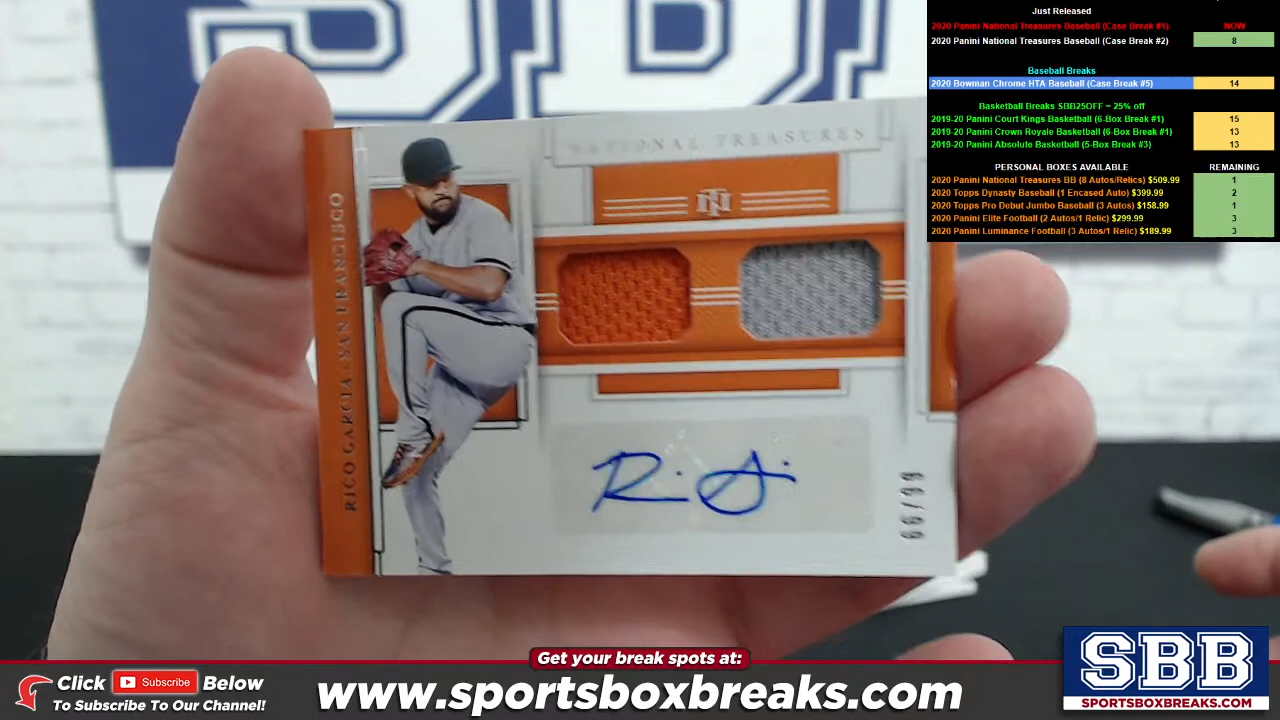 SBB
Just Released
2020 Panini National Treasures Baseball (Case Break #1) NOW
2020 Panini National Treasures Baseball (Case Break #2) 8
Baseball Breaks
2020 Bowman Chrome HTA Baseball (Case Break #5) 14
Basketball Breaks SBB25OFF = 25% off
2019-20 Panini Court Kings Basketball (6-Box Break #1) 15
2019-20 Panini Crown Royale Basketball (6-Box Break #1) 13
2019-20 Panini Absolute Basketball (5-Box Break #3) 13
PERSONAL BOXES AVAILABLE REMAINING
2020 Panini National Treasures BB (8 Autos/Relics) $509.99 1
2020 Topps Dynasty Baseball (1 Encased Auto) $399.99 2
2020 Topps Pro Debut Jumbo Baseball (3 Autos) $158.99 1
2020 Panini Elite Football (2 Autos/1 Relic) $299.99 3
2020 Panini Luminance Football (3 Autos/1 Relic) $189.99 3
NATIONAL TREASURES
NT
RICO GARCIA · SAN FRANCISCO
66/99
Get your break spots at:
Click Subscribe Below
To Subscribe To Our Channel!
www.sportsboxbreaks.com
SBB
SPORTSBOXBREAKS.COM